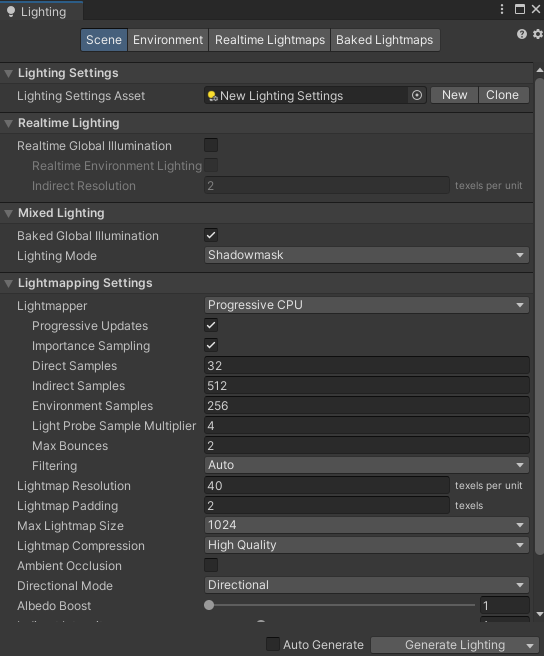 Lighting
Scene Environment Realtime Lightmaps Baked Lightmaps
Lighting Settings
Lighting Settings Asset New Lighting Settings New Clone
Realtime Lighting
Realtime Global Illumination
Realtime Environment Lighting
Indirect Resolution 2 texels per unit
Mixed Lighting
Baked Global Illumination
Lighting Mode Shadowmask
Lightmapping Settings
Lightmapper Progressive CPU
Progressive Updates
Importance Sampling
Direct Samples 32
Indirect Samples 512
Environment Samples 256
Light Probe Sample Multiplier 4
Max Bounces 2
Filtering Auto
Lightmap Resolution 40 texels per unit
Lightmap Padding 2 texels
Max Lightmap Size 1024
Lightmap Compression High Quality
Ambient Occlusion
Directional Mode Directional
Albedo Boost 1
Auto Generate Generate Lighting